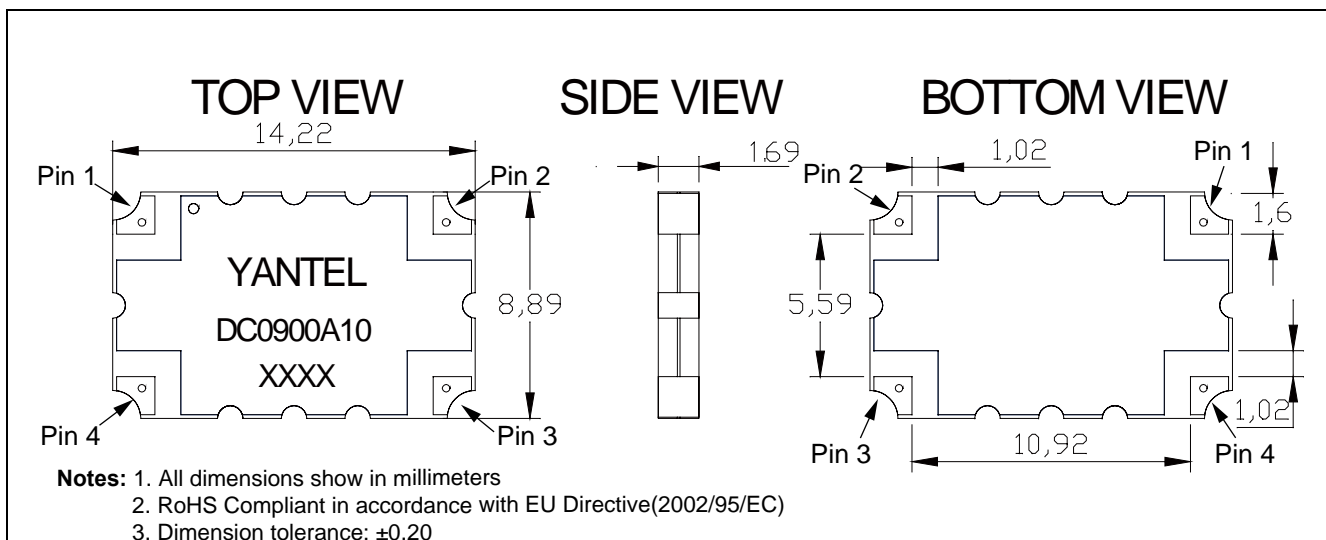 TOP VIEW
SIDE VIEW
BOTTOM VIEW
14,22
1.69
1,02
Pin 1
Pin 2
Pin 2
Pin 1
1,6
YANTEL
8,89
5,59
DC0900A10
XXXX
1,02
Pin 4
Pin 3
Pin 3
10,92
Pin 4
Notes: 1. All dimensions show in millimeters
2. RoHS Compliant in accordance with EU Directive(2002/95/EC)
3. Dimension tolerance: ±0.20